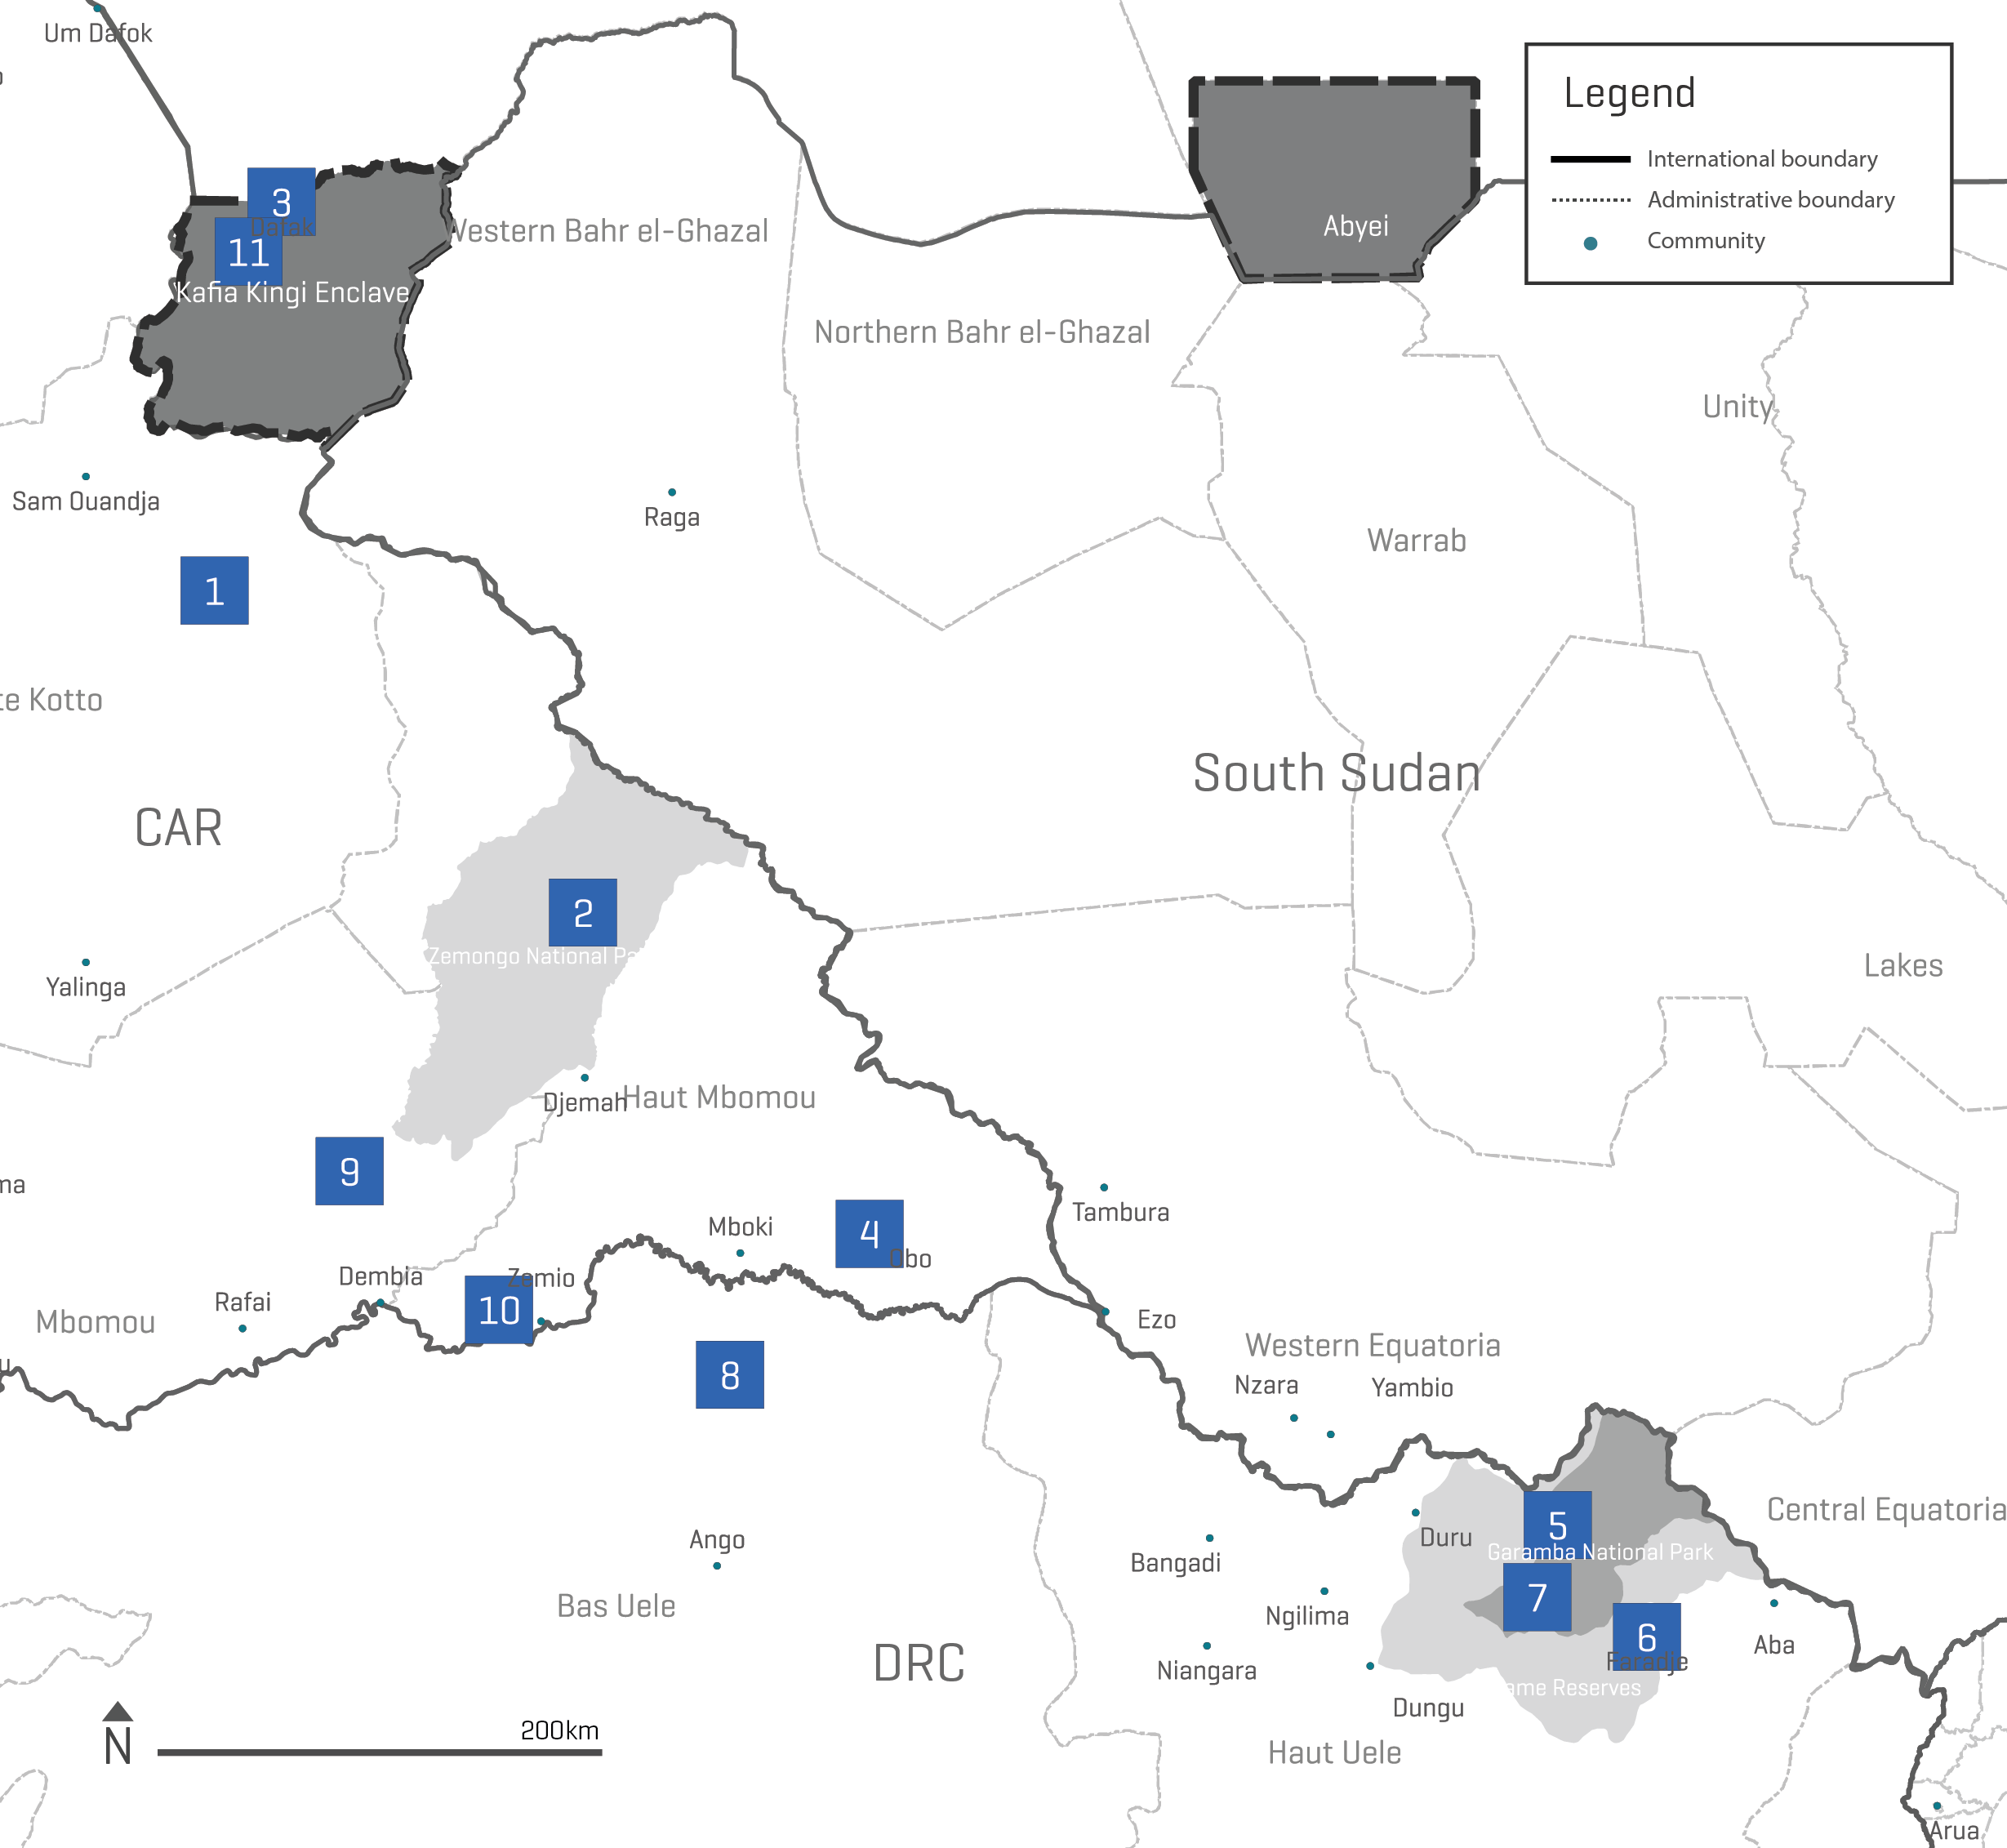 Um Dafok
Legend
International boundary
Administrative boundary
Community
3
Dafak
11
Kafia Kingi Enclave
Western Bahr el-Ghazal
Abyei
Northern Bahr el-Ghazal
Unity
Sam Ouandja
Raga
Warrab
1
te Kotto
CAR
South Sudan
2
Zemongo National Pa
Yalinga
Lakes
Djemah
Haut Mbomou
9
ma
Mboki
4
Obo
Tambura
Dembia
Zemio
10
Rafai
Mbomou
Ezo
u
8
Western Equatoria
Nzara
Yambio
Ango
Bas Uele
Bangadi
Duru
5
Garamba National Park
Central Equatoria
7
Ngilima
6
Faradje
Aba
DRC
Niangara
ame Reserves
Dungu
N
200km
Haut Uele
Arua